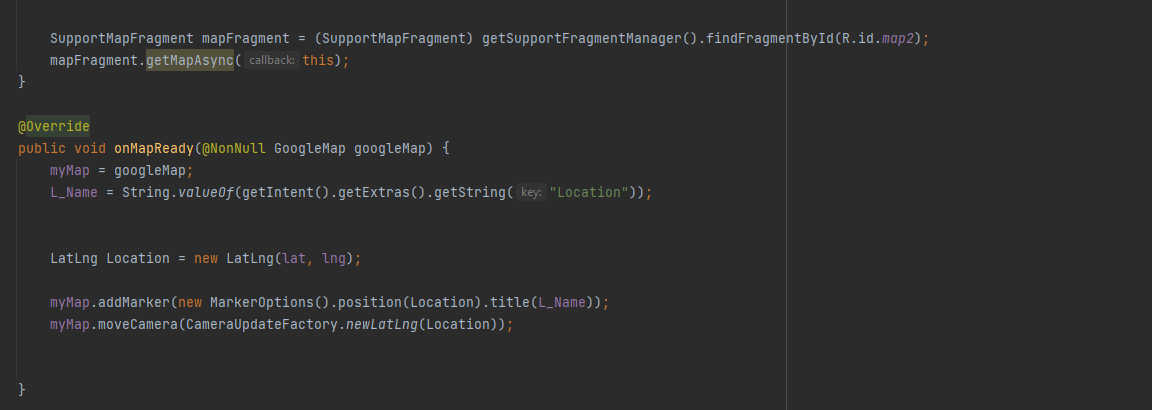 SupportMapFragment mapFragment = (SupportMapFragment) getSupportFragmentManager().findFragmentById(R.id.map2);
mapFragment.getMapAsync( callback: this);
}
@Override
public void onMapReady(@NonNull GoogleMap googleMap) {
myMap = googleMap;
L_Name = String.valueOf(getIntent().getExtras().getString( key: "Location"));
LatLng Location = new LatLng(lat, lng);
myMap.addMarker(new MarkerOptions().position(Location).title(L_Name));
myMap.moveCamera(CameraUpdateFactory.newLatLng(Location));
}